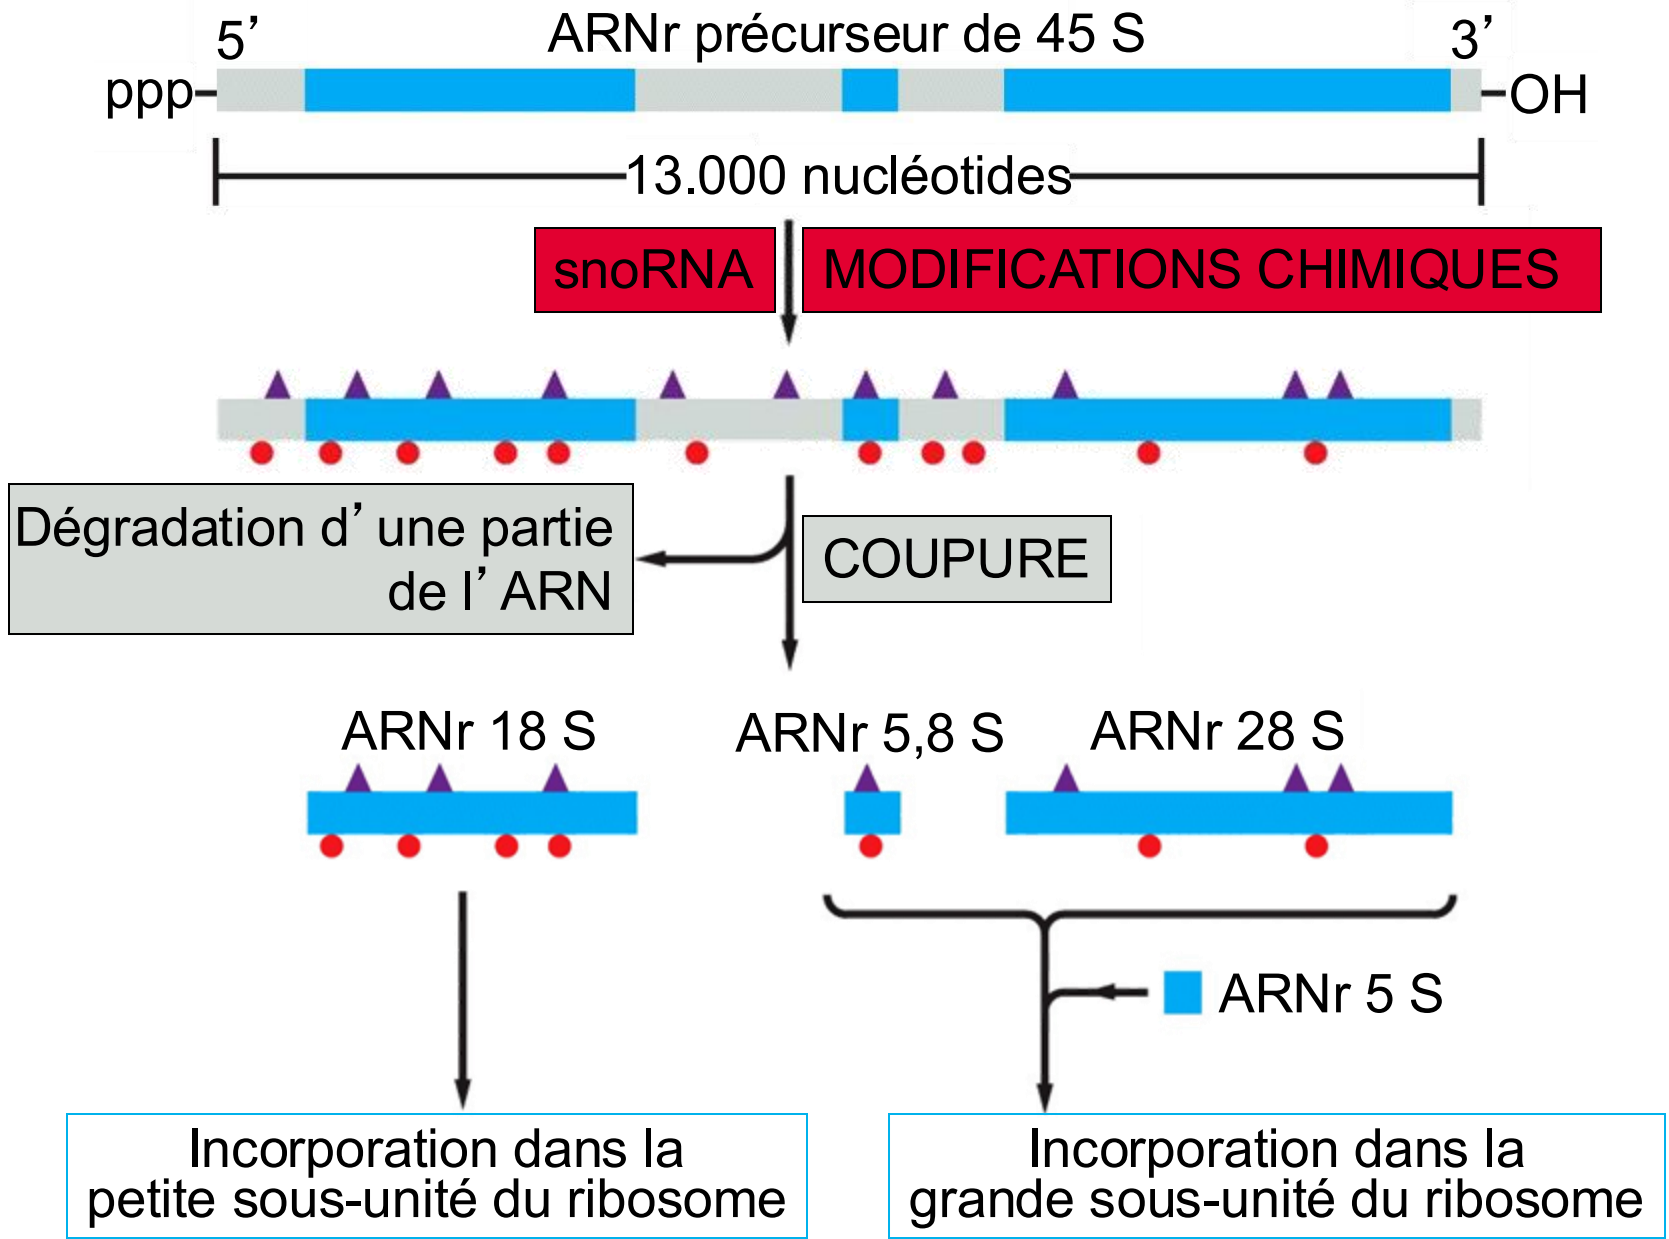 5’ ARNr précurseur de 45 S 3’
ppp OH
13.000 nucléotides
snoRNA MODIFICATIONS CHIMIQUES
Dégradation d’ une partie
de l’ ARN
COUPURE
ARNr 18 S ARNr 5,8 S ARNr 28 S
ARNr 5 S
Incorporation dans la
petite sous-unité du ribosome
Incorporation dans la
grande sous-unité du ribosome